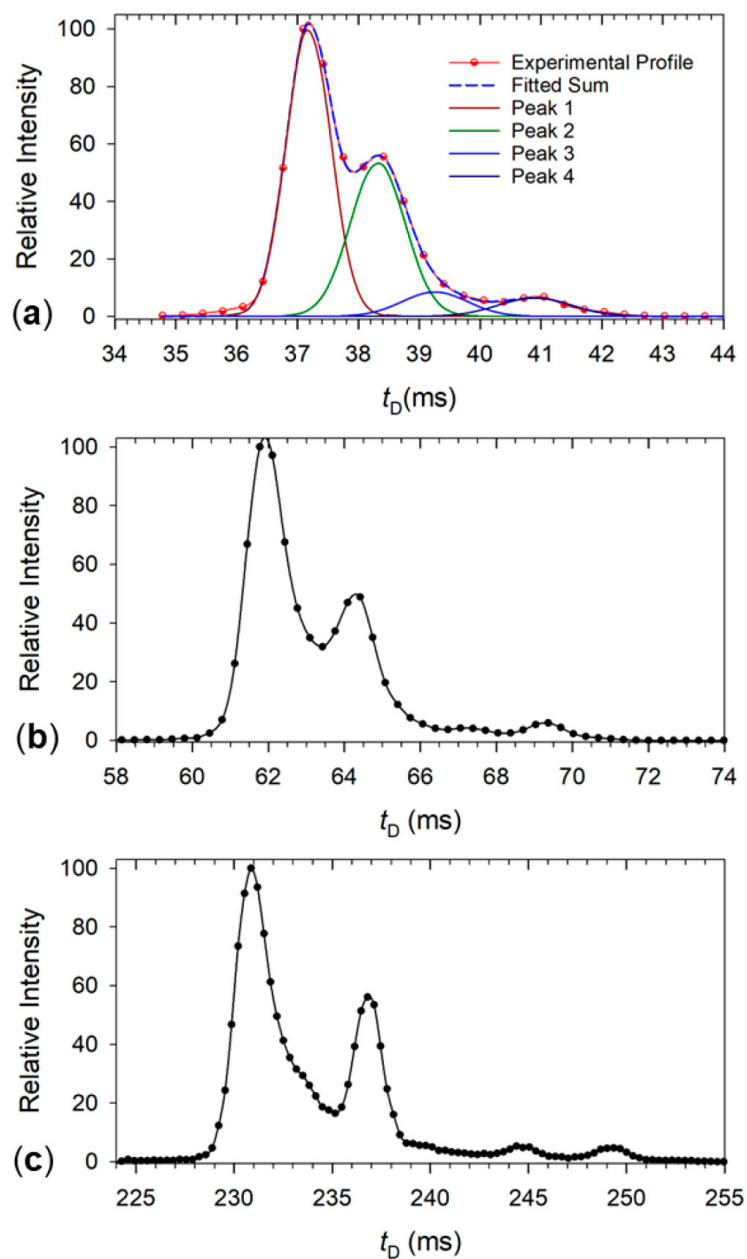 100
80
60
40
20
0
Relative Intensity
Experimental Profile
Fitted Sum
Peak 1
Peak 2
Peak 3
Peak 4
(a)
34 35 36 37 38 39 40 41 42 43 44
tD(ms)
100
80
60
40
20
0
Relative Intensity
(b)
58 60 62 64 66 68 70 72 74
tD (ms)
100
80
60
40
20
0
Relative Intensity
(c)
225 230 235 240 245 250 255
tD (ms)